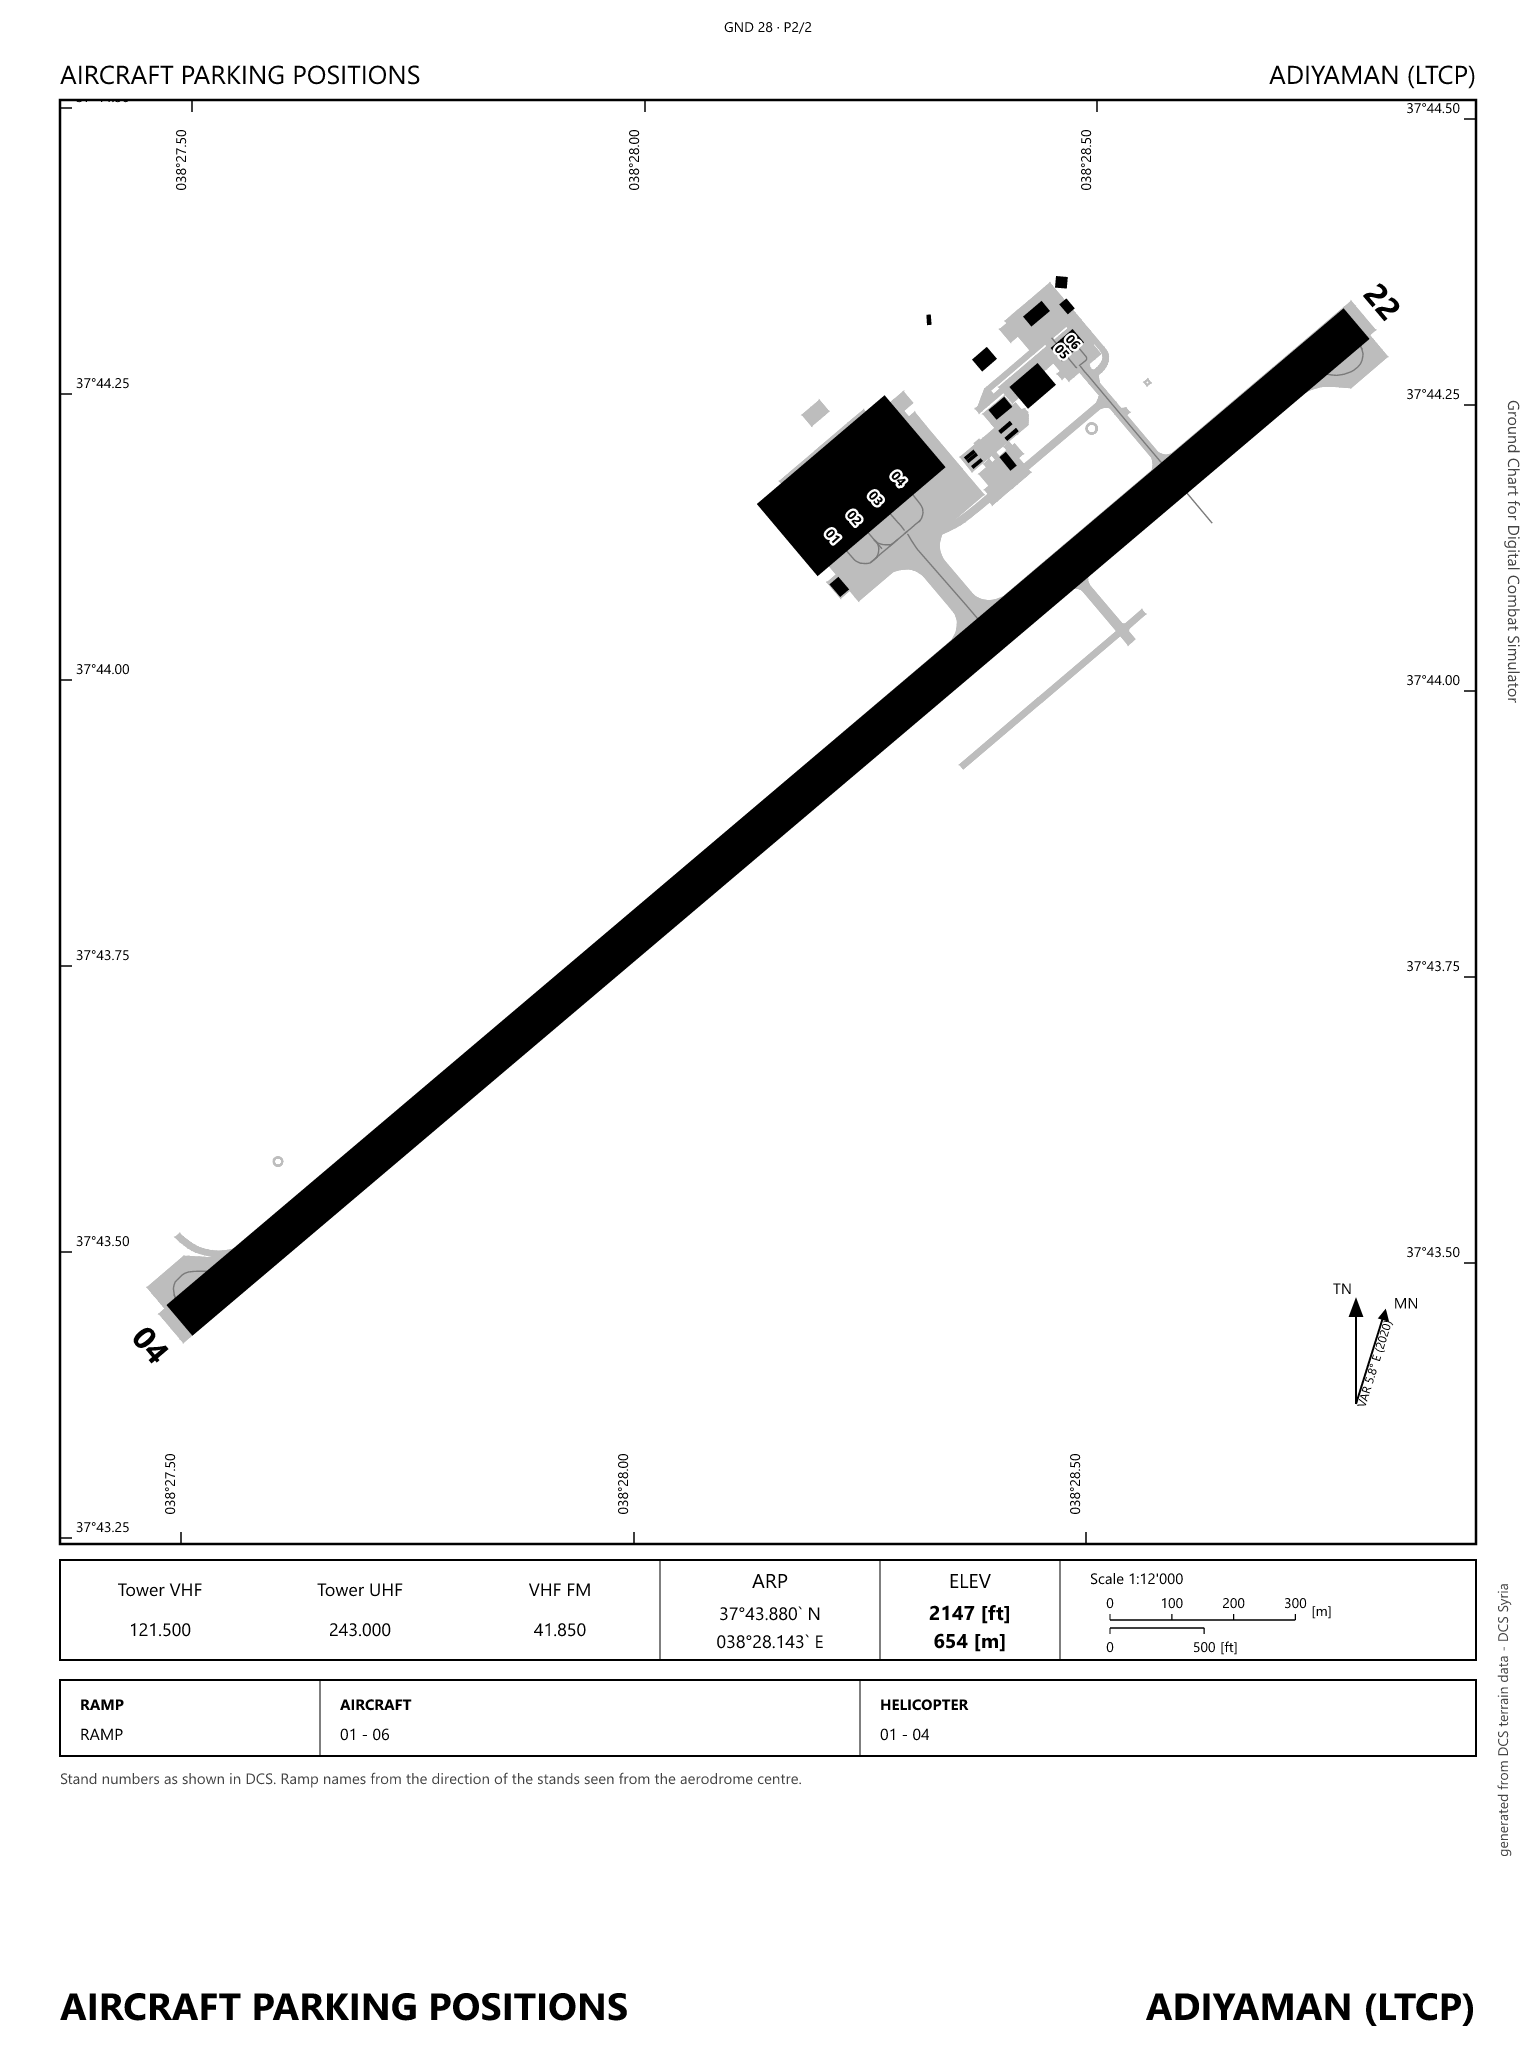 GND 28 · P2/2
AIRCRAFT PARKING POSITIONS
ADIYAMAN (LTCP)
37°44.50
038°27.50
038°28.00
038°28.50
22
37°44.25
37°44.25
06
05
04
03
02
01
37°44.00
37°44.00
37°43.75
37°43.75
37°43.50
37°43.50
04
TN
MN
VAR 5.8° E (2020)
038°27.50
038°28.00
038°28.50
37°43.25
Ground Chart for Digital Combat Simulator
Tower VHF
121.500
Tower UHF
243.000
VHF FM
41.850
ARP
37°43.880` N
038°28.143` E
ELEV
2147 [ft]
654 [m]
Scale 1:12'000
0 100 200 300 [m]
0 500 [ft]
RAMP AIRCRAFT HELICOPTER
RAMP 01 - 06 01 - 04
Stand numbers as shown in DCS. Ramp names from the direction of the stands seen from the aerodrome centre.
generated from DCS terrain data - DCS Syria
AIRCRAFT PARKING POSITIONS
ADIYAMAN (LTCP)